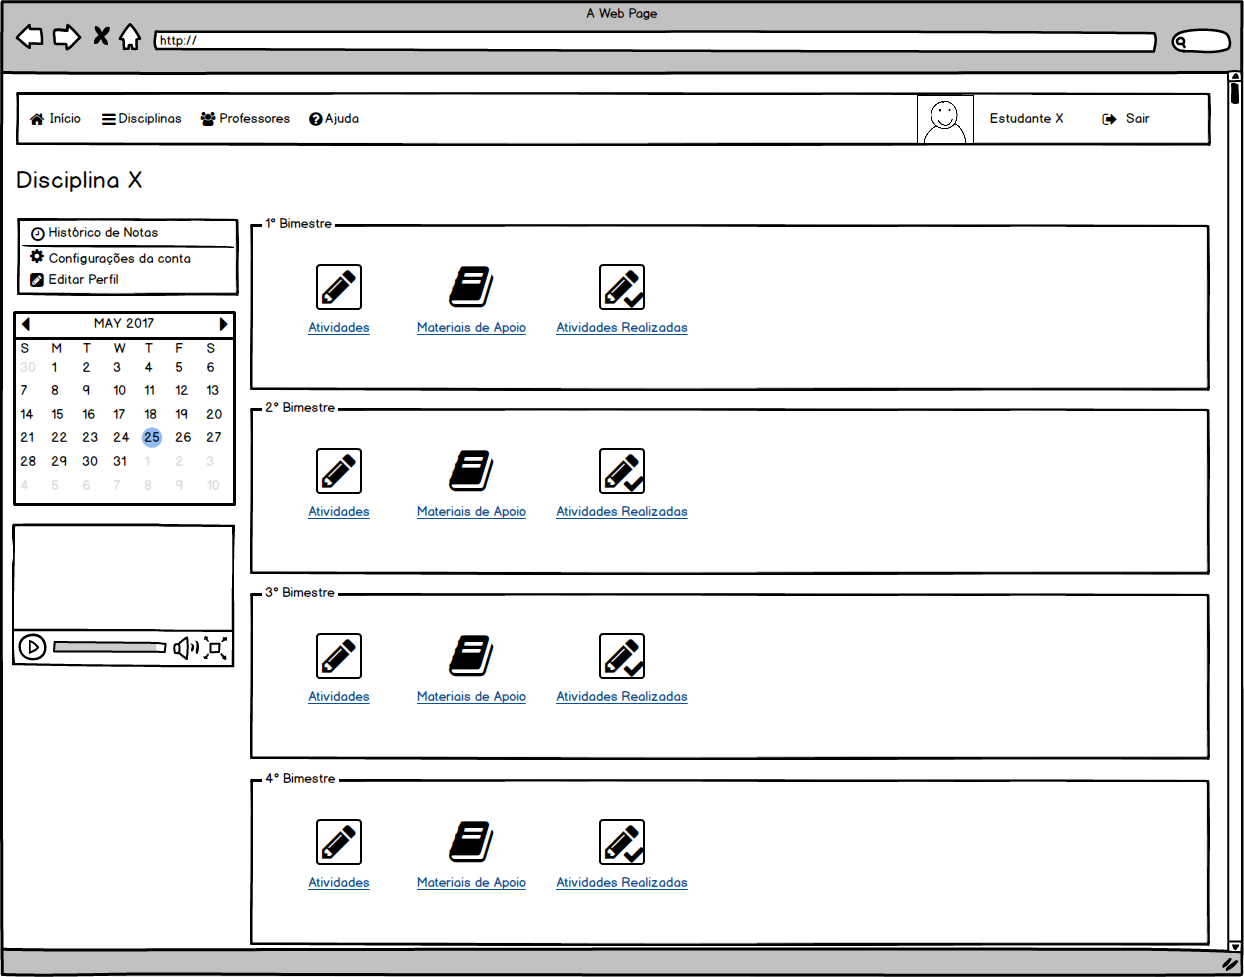 A Web Page
http://
Início Disciplinas Professores Ajuda Estudante X Sair
Disciplina X
Histórico de Notas
Configurações da conta
Editar Perfil
MAY 2017
S M T W T F S
30 1 2 3 4 5 6
7 8 9 10 11 12 13
14 15 16 17 18 19 20
21 22 23 24 25 26 27
28 29 30 31 1 2 3
4 5 6 7 8 9 10
1° Bimestre
Atividades Materiais de Apoio Atividades Realizadas
2° Bimestre
Atividades Materiais de Apoio Atividades Realizadas
3° Bimestre
Atividades Materiais de Apoio Atividades Realizadas
4° Bimestre
Atividades Materiais de Apoio Atividades Realizadas